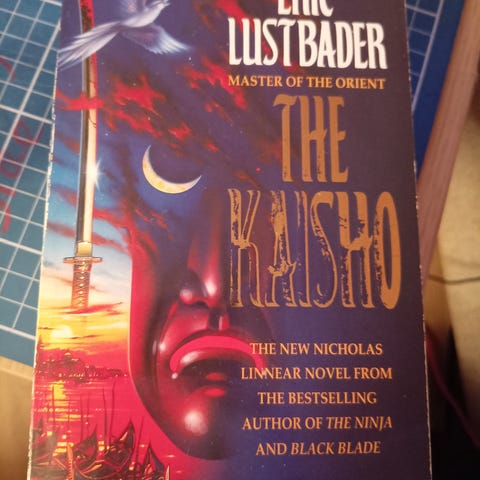 ERIC
LUSTBADER
MASTER OF THE ORIENT
THE
KAISHO
THE NEW NICHOLAS
LINNEAR NOVEL FROM
THE BESTSELLING
AUTHOR OF THE NINJA
AND BLACK BLADE